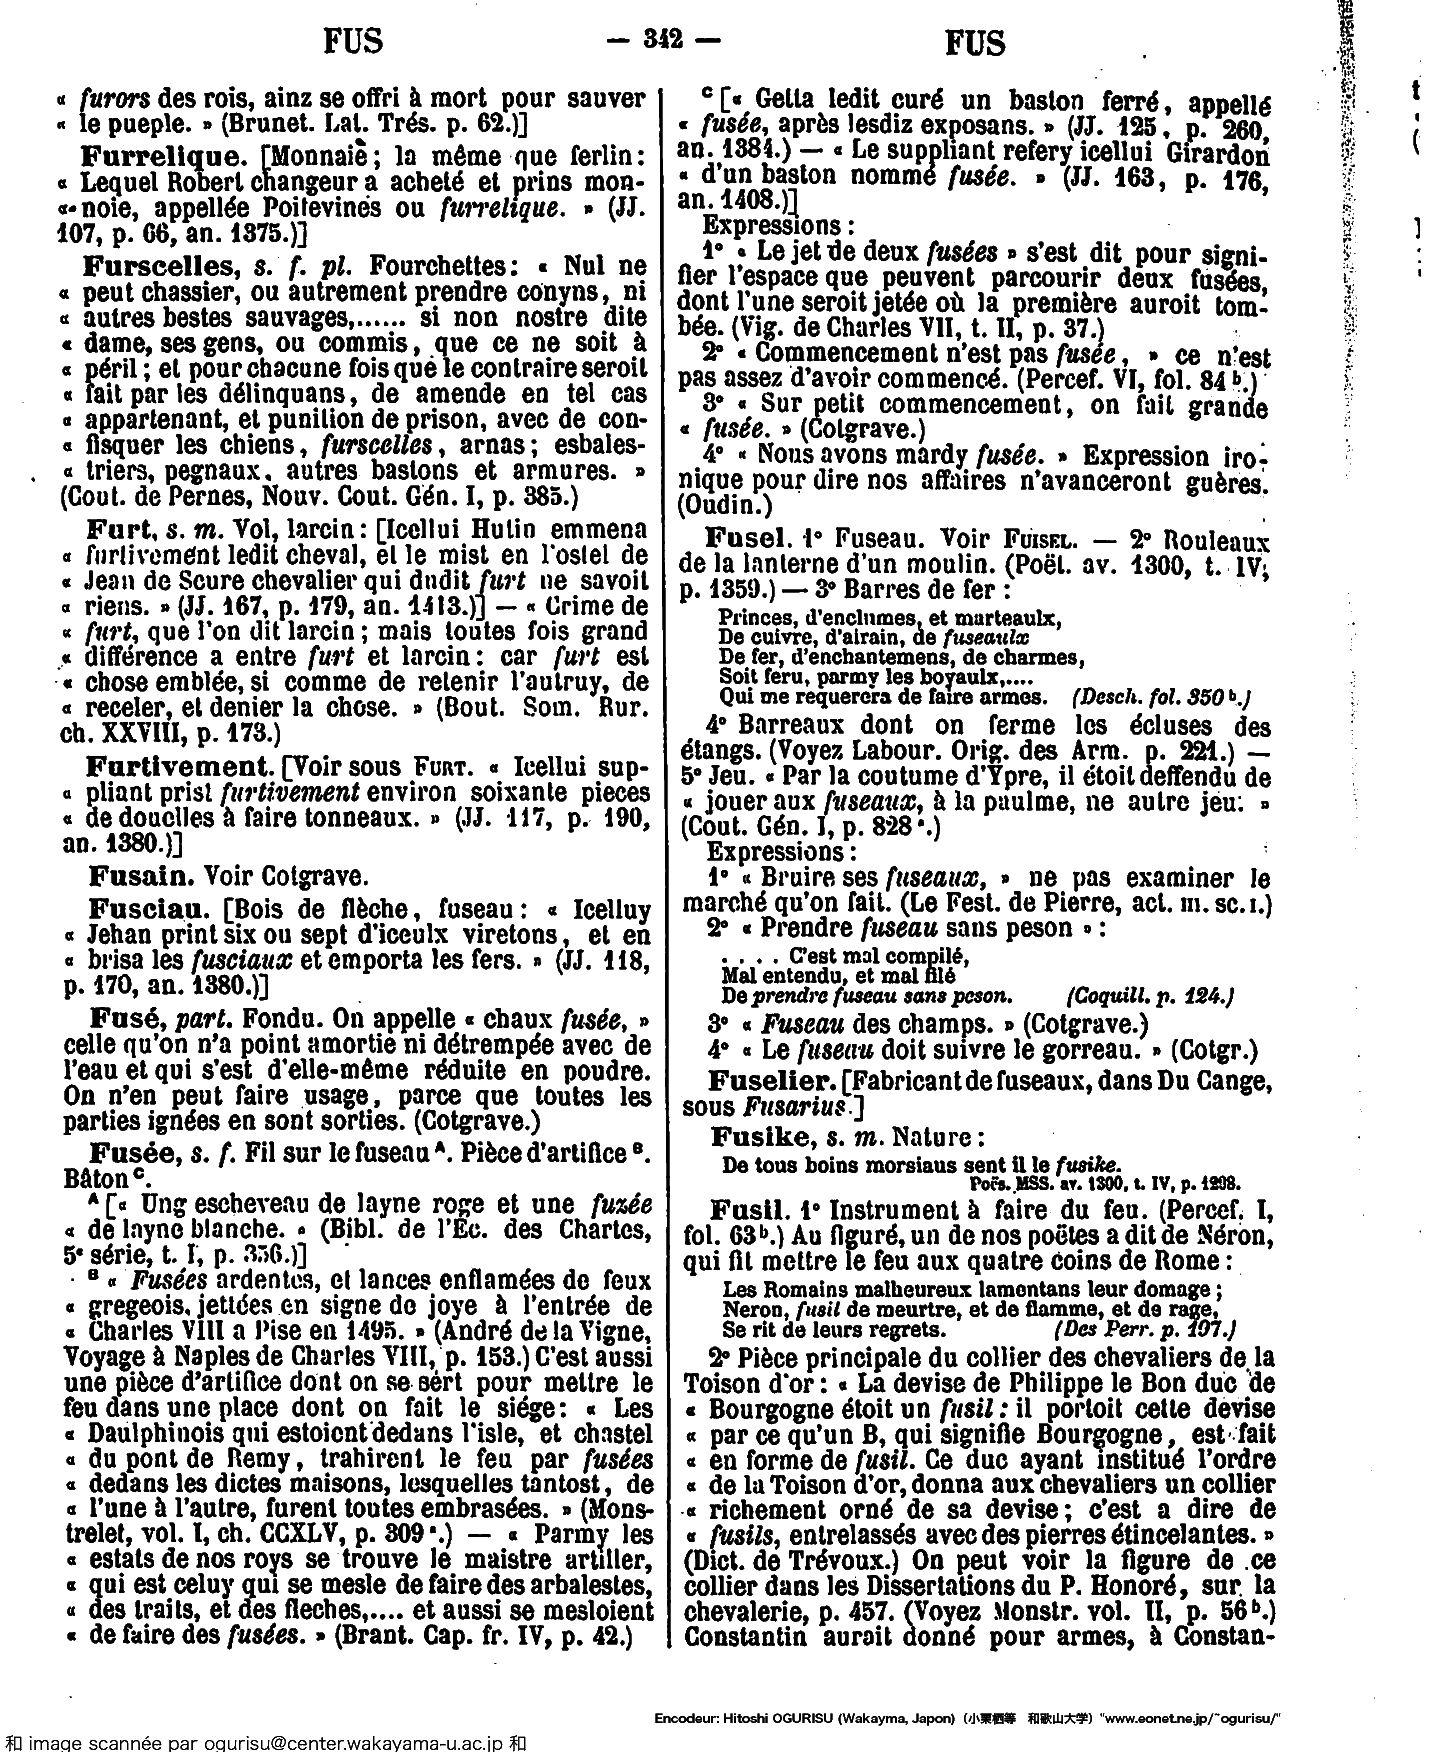 FUS — 342 — FUS
« furors des rois, ainz se offri à mort pour sauver
« le pueple. » (Brunet. Lat. Trés. p. 62.)]
Furrelique. [Monnaie ; la même que ferlin :
« Lequel Robert changeur a acheté et prins mon-
« noie, appellée Poitevines ou furrelique. » (JJ.
107, p. 66, an. 1375.)]
Furscelles, s. f. pl. Fourchettes : « Nul ne
« peut chassier, ou autrement prendre conyns, ni
« autres bestes sauvages,...... si non nostre dite
« dame, ses gens, ou commis, que ce ne soit à
« péril ; et pour chacune fois que le contraire seroit
« fait par les délinquans, de amende en tel cas
« appartenant, et punition de prison, avec de con-
« fisquer les chiens, furscelles, arnas ; esbales-
« triers, pegnaux, autres bastons et armures. »
(Cout. de Pernes, Nouv. Cout. Gén. I, p. 385.)
Furt, s. m. Vol, larcin : [Icellui Hutin emmena
« furtivement ledit cheval, et le mist en l'ostel de
« Jean de Scure chevalier qui dudit furt ne savoit
« riens. » (JJ. 167, p. 179, an. 1413.)] — « Crime de
« furt, que l'on dit larcin ; mais toutes fois grand
« différence a entre furt et larcin : car furt est
« chose emblée, si comme de retenir l'autruy, de
« receler, et denier la chose. » (Bout. Som. Rur.
ch. XXVIII, p. 173.)
Furtivement. [Voir sous FURT. « Icellui sup-
« pliant prist furtivement environ soixante pieces
« de douelles à faire tonneaux. » (JJ. 117, p. 190,
an. 1380.)]
Fusain. Voir Cotgrave.
Fusciau. [Bois de flèche, fuseau : « Icelluy
« Jehan print six ou sept d'iceulx viretons, et en
« brisa les fusciaux et emporta les fers. » (JJ. 118,
p. 170, an. 1380.)]
Fusé, part. Fondu. On appelle « chaux fusée, »
celle qu'on n'a point amortie ni détrempée avec de
l'eau et qui s'est d'elle-même réduite en poudre.
On n'en peut faire usage, parce que toutes les
parties ignées en sont sorties. (Cotgrave.)
Fusée, s. f. Fil sur le fuseau A. Pièce d'artifice B.
Bâton C.
A [« Ung escheveau de layne roge et une fuzée
« de layne blanche. » (Bibl. de l'Éc. des Chartes,
5e série, t. I, p. 336.)]
B « Fusées ardentes, et lances enflamées de feux
« gregeois, jettées en signe de joye à l'entrée de
« Charles VIII a Pise en 1495. » (André de la Vigne,
Voyage à Naples de Charles VIII, p. 153.) C'est aussi
une pièce d'artifice dont on se sert pour mettre le
feu dans une place dont on fait le siége : « Les
« Daulphinois qui estoient dedans l'isle, et chastel
« du pont de Remy, trahirent le feu par fusées
« dedans les dictes maisons, lesquelles tantost, de
« l'une à l'autre, furent toutes embrasées. » (Mons-
trelet, vol. I, ch. CCXLV, p. 309 a.) — « Parmy les
« estats de nos roys se trouve le maistre artiller,
« qui est celuy qui se mesle de faire des arbalestes,
« des traits, et des fleches,.... et aussi se mesloient
« de faire des fusées. » (Brant. Cap. fr. IV, p. 42.)
C [« Getta ledit curé un baston ferré, appellé
« fusée, après lesdiz exposans. » (JJ. 125, p. 260,
an. 1384.) — « Le suppliant refery icellui Girardon
« d'un baston nommé fusée. » (JJ. 163, p. 176,
an. 1408.)]
Expressions :
1° « Le jet de deux fusées » s'est dit pour signi-
fier l'espace que peuvent parcourir deux fusées,
dont l'une seroit jetée où la première auroit tom-
bée. (Vig. de Charles VII, t. II, p. 37.)
2° « Commencement n'est pas fusée, » ce n'est
pas assez d'avoir commencé. (Percef. VI, fol. 84 b.)
3° « Sur petit commencement, on fait grande
« fusée. » (Cotgrave.)
4° « Nous avons mardy fusée. » Expression iro-
nique pour dire nos affaires n'avanceront guères.
(Oudin.)
Fusel. 1° Fuseau. Voir FUISEL. — 2° Rouleaux
de la lanterne d'un moulin. (Poët. av. 1300, t. IV,
p. 1359.) — 3° Barres de fer :
Princes, d'enclumes, et marteaulx,
De cuivre, d'airain, de fuseaulx
De fer, d'enchantemens, de charmes,
Soit feru, parmy les boyaulx,....
Qui me requerera de faire armes. (Desch. fol. 350 b.)
4° Barreaux dont on ferme les écluses des
étangs. (Voyez Labour. Orig. des Arm. p. 221.) —
5° Jeu. « Par la coutume d'Ypre, il étoit deffendu de
« jouer aux fuseaux, à la paulme, ne autre jeu. »
(Cout. Gén. I, p. 828 a.)
Expressions :
1° « Bruire ses fuseaux, » ne pas examiner le
marché qu'on fait. (Le Fest. de Pierre, act. III. sc. I.)
2° « Prendre fuseau sans peson » :
. . . . C'est mal compilé,
Mal entendu, et mal filé
De prendre fuseau sans peson. (Coquill. p. 124.)
3° « Fuseau des champs. » (Cotgrave.)
4° « Le fuseau doit suivre le gorreau. » (Cotgr.)
Fuselier. [Fabricant de fuseaux, dans Du Cange,
sous Fusarius.]
Fusike, s. m. Nature :
De tous boins morsiaus sent il le fusike.
Poës. MSS. av. 1300, t. IV, p. 1298.
Fusil. 1° Instrument à faire du feu. (Percef. I,
fol. 63 b.) Au figuré, un de nos poëtes a dit de Néron,
qui fit mettre le feu aux quatre coins de Rome :
Les Romains malheureux lamentans leur domage ;
Neron, fusil de meurtre, et de flamme, et de rage,
Se rit de leurs regrets. (Des Perr. p. 197.)
2° Pièce principale du collier des chevaliers de la
Toison d'or : « La devise de Philippe le Bon duc de
« Bourgogne étoit un fusil : il portoit cette devise
« par ce qu'un B, qui signifie Bourgogne, est fait
« en forme de fusil. Ce duc ayant institué l'ordre
« de la Toison d'or, donna aux chevaliers un collier
« richement orné de sa devise ; c'est a dire de
« fusils, entrelassés avec des pierres étincelantes. »
(Dict. de Trévoux.) On peut voir la figure de ce
collier dans les Dissertations du P. Honoré, sur la
chevalerie, p. 457. (Voyez Monstr. vol. II, p. 56 b.)
Constantin aurait donné pour armes, à Constan-
Encodeur: Hitoshi OGURISU (Wakayma, Japon) (小栗栖等 和歌山大学) "www.eonet.ne.jp/~ogurisu/"
和 image scannée par ogurisu@center.wakayama-u.ac.jp 和